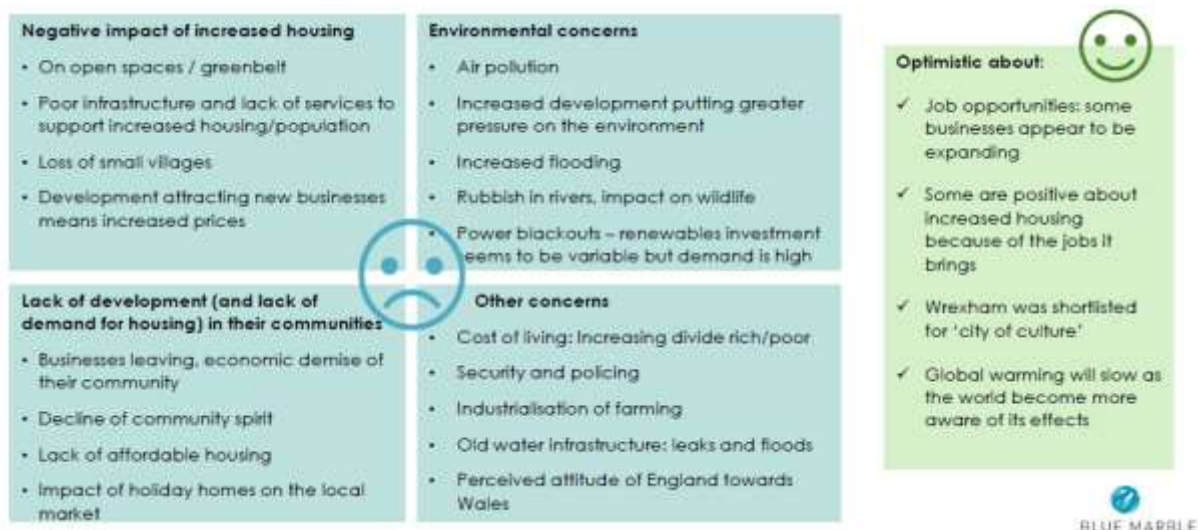 Negative impact of increased housing
• On open spaces / greenbelt
• Poor infrastructure and lack of services to
support increased housing/population
• Loss of small villages
• Development attracting new businesses
means increased prices
Environmental concerns
• Air pollution
• Increased development putting greater
pressure on the environment
• Increased flooding
• Rubbish in rivers, impact on wildlife
• Power blackouts – renewables investment
seems to be variable but demand is high
Lack of development (and lack of
demand for housing) in their communities
• Businesses leaving, economic demise of
their community
• Decline of community spirit
• Lack of affordable housing
• Impact of holiday homes on the local
market
Other concerns
• Cost of living: Increasing divide rich/poor
• Security and policing
• Industrialisation of farming
• Old water infrastructure: leaks and floods
• Perceived attitude of England towards
Wales
Optimistic about:
✓ Job opportunities: some
businesses appear to be
expanding
✓ Some are positive about
increased housing
because of the jobs it
brings
✓ Wrexham was shortlisted
for ‘city of culture’
✓ Global warming will slow as
the world become more
aware of its effects
BLUE MARBLE